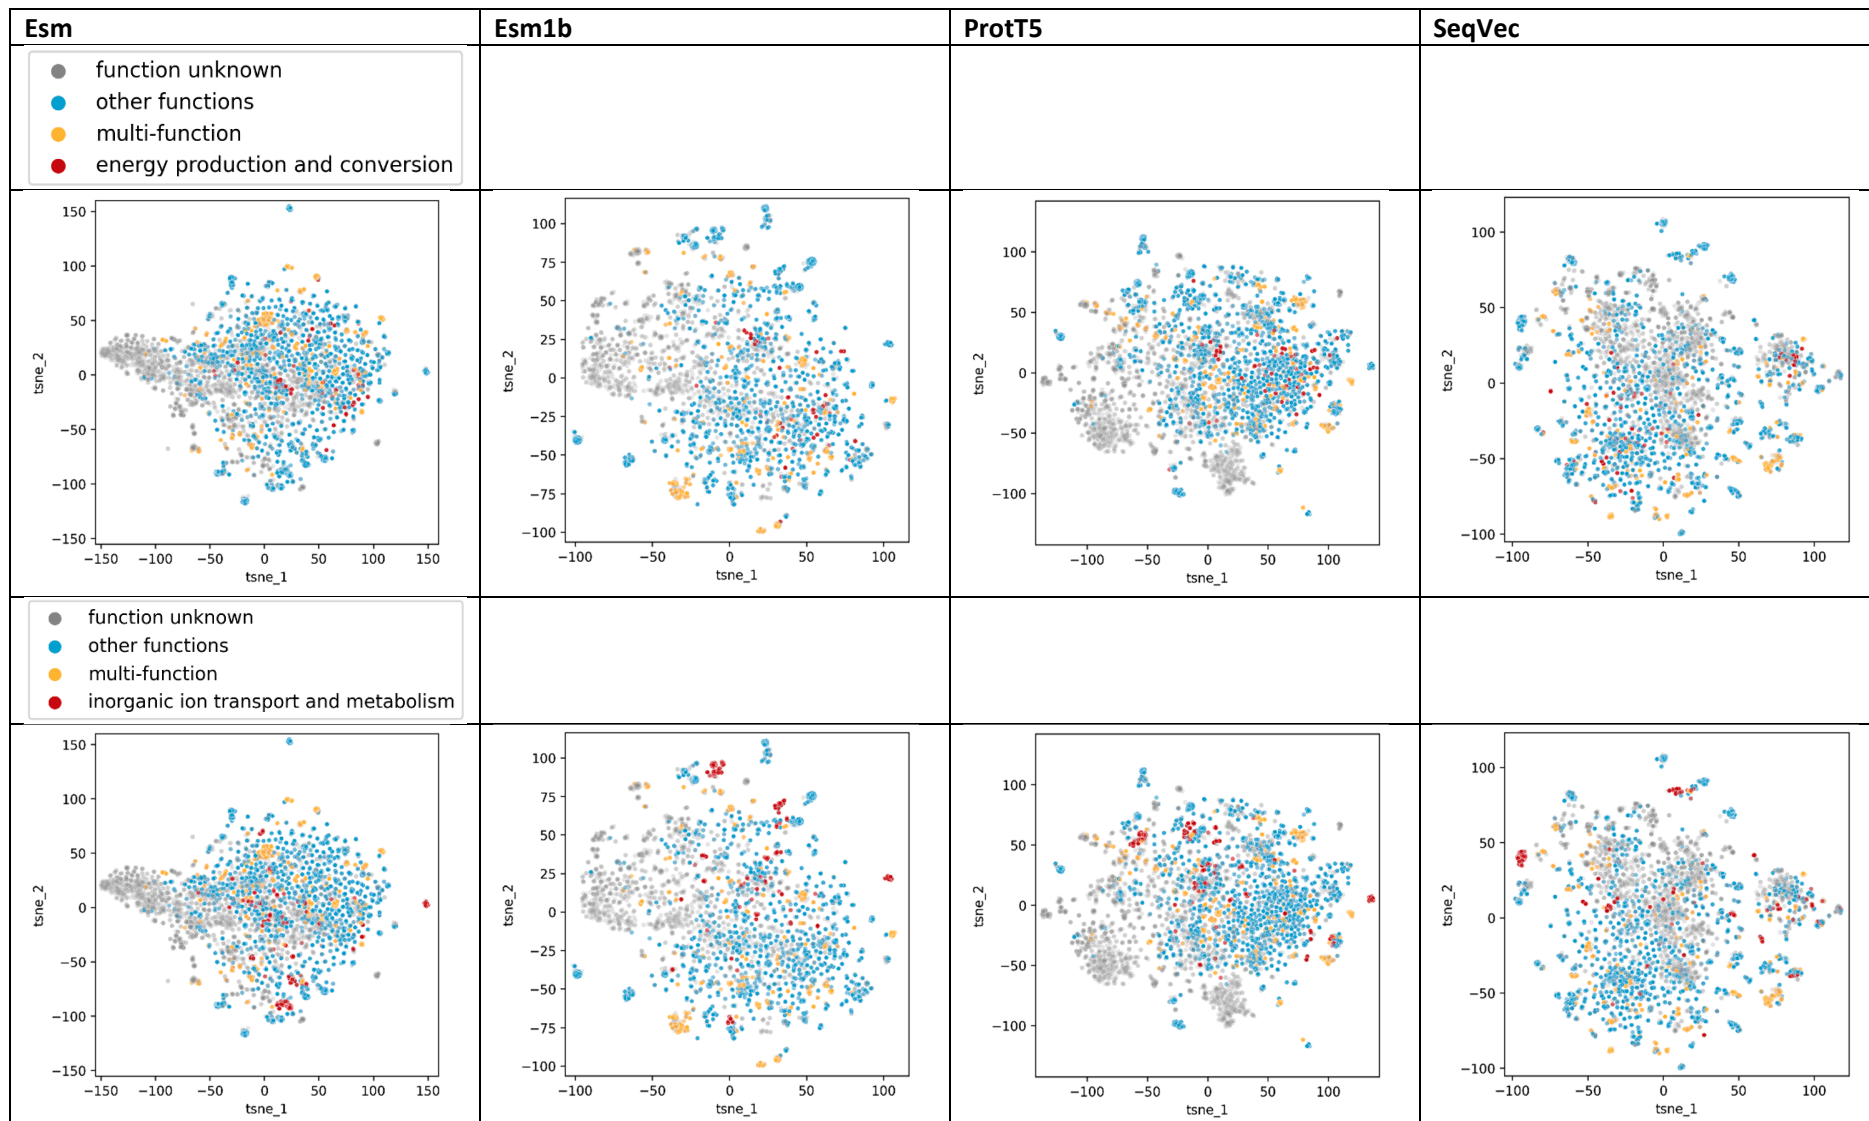 Esm Esm1b ProtT5 SeqVec
function unknown
other functions
multi-function
energy production and conversion
150
100
50
0
−50
−100
−150
tsne_2
−150 −100 −50 0 50 100 150
tsne_1
100
75
50
25
0
−25
−50
−75
−100
tsne_2
−100 −50 0 50 100
tsne_1
100
50
0
−50
−100
tsne_2
−100 −50 0 50 100
tsne_1
100
50
0
−50
−100
tsne_2
−100 −50 0 50 100
tsne_1
function unknown
other functions
multi-function
inorganic ion transport and metabolism
150
100
50
0
−50
−100
−150
tsne_2
−150 −100 −50 0 50 100 150
tsne_1
100
75
50
25
0
−25
−50
−75
−100
tsne_2
−100 −50 0 50 100
tsne_1
100
50
0
−50
−100
tsne_2
−100 −50 0 50 100
tsne_1
100
50
0
−50
−100
tsne_2
−100 −50 0 50 100
tsne_1